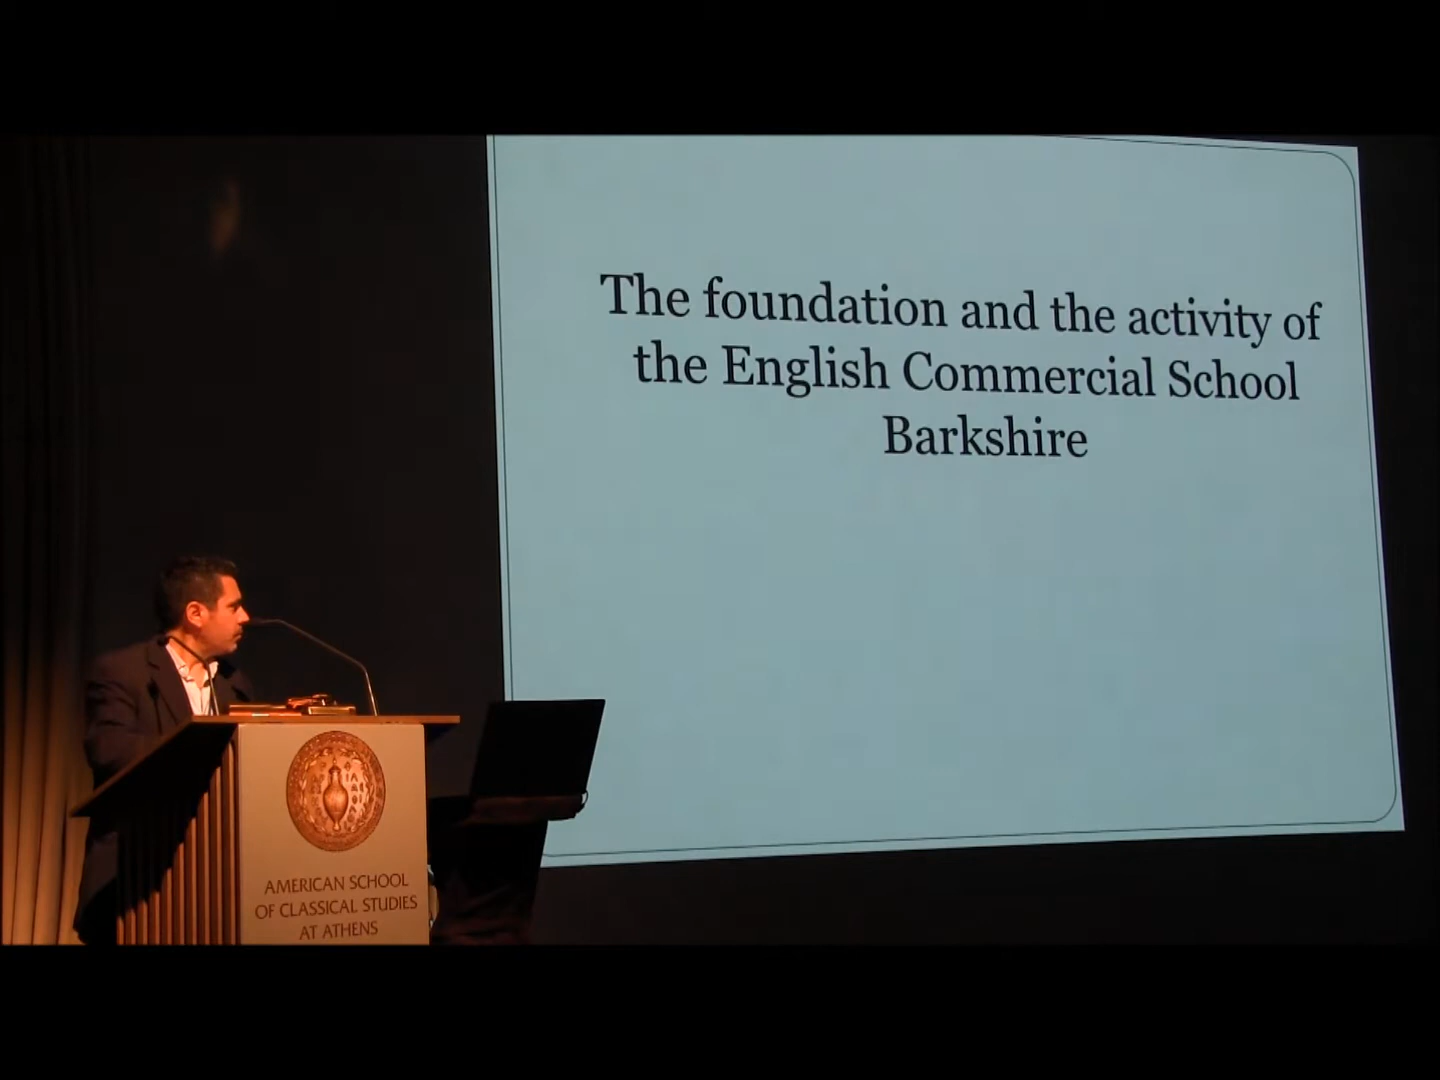 The foundation and the activity of
the English Commercial School
Barkshire
AMERICAN SCHOOL
OF CLASSICAL STUDIES
AT ATHENS